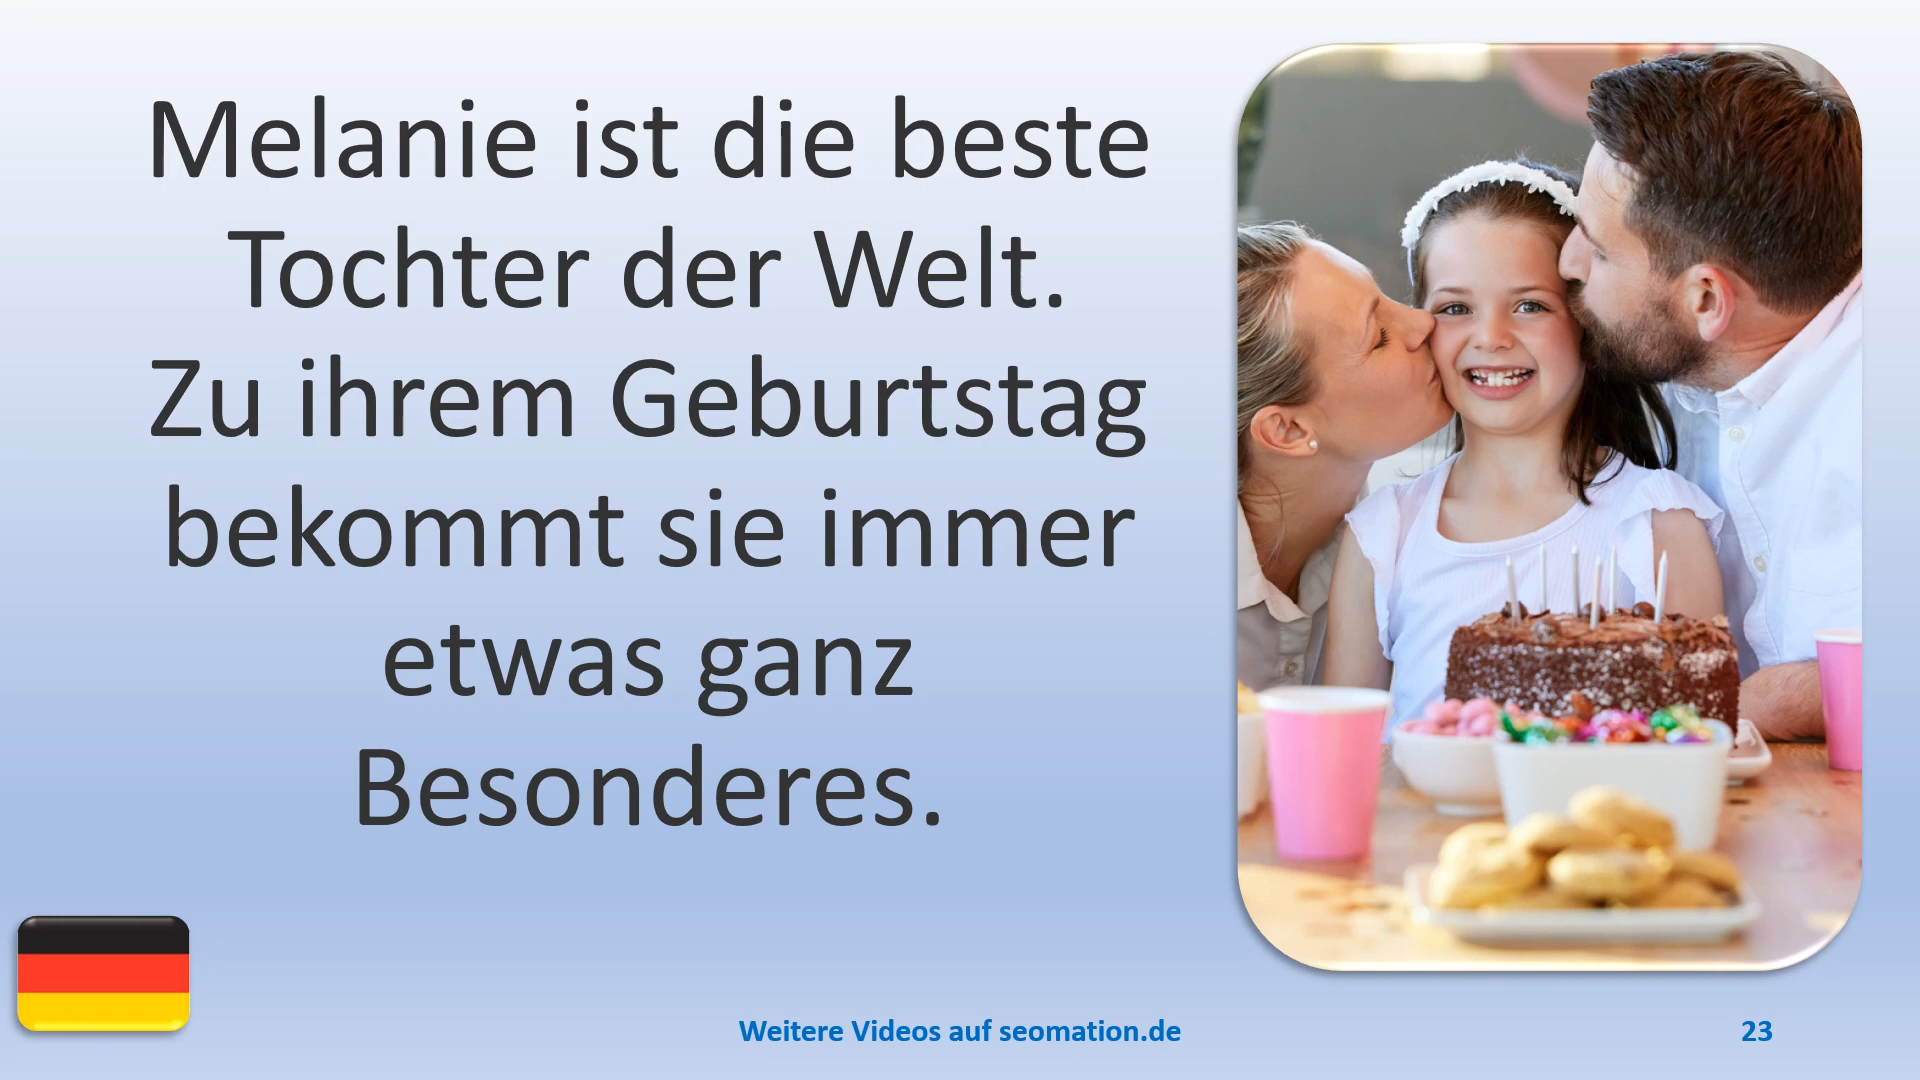 Melanie ist die beste
Tochter der Welt.
Zu ihrem Geburtstag
bekommt sie immer
etwas ganz
Besonderes.
Weitere Videos auf seomation.de
23